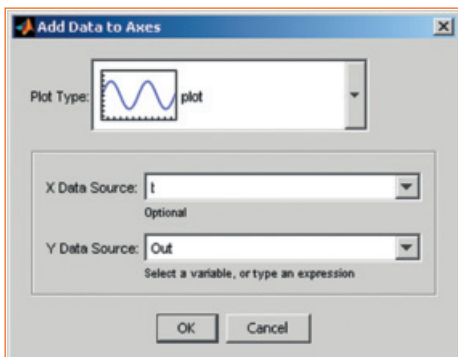 Add Data to Axes
Plot Type: plot
X Data Source: t
Optional
Y Data Source: Out
Select a variable, or type an expression
OK Cancel